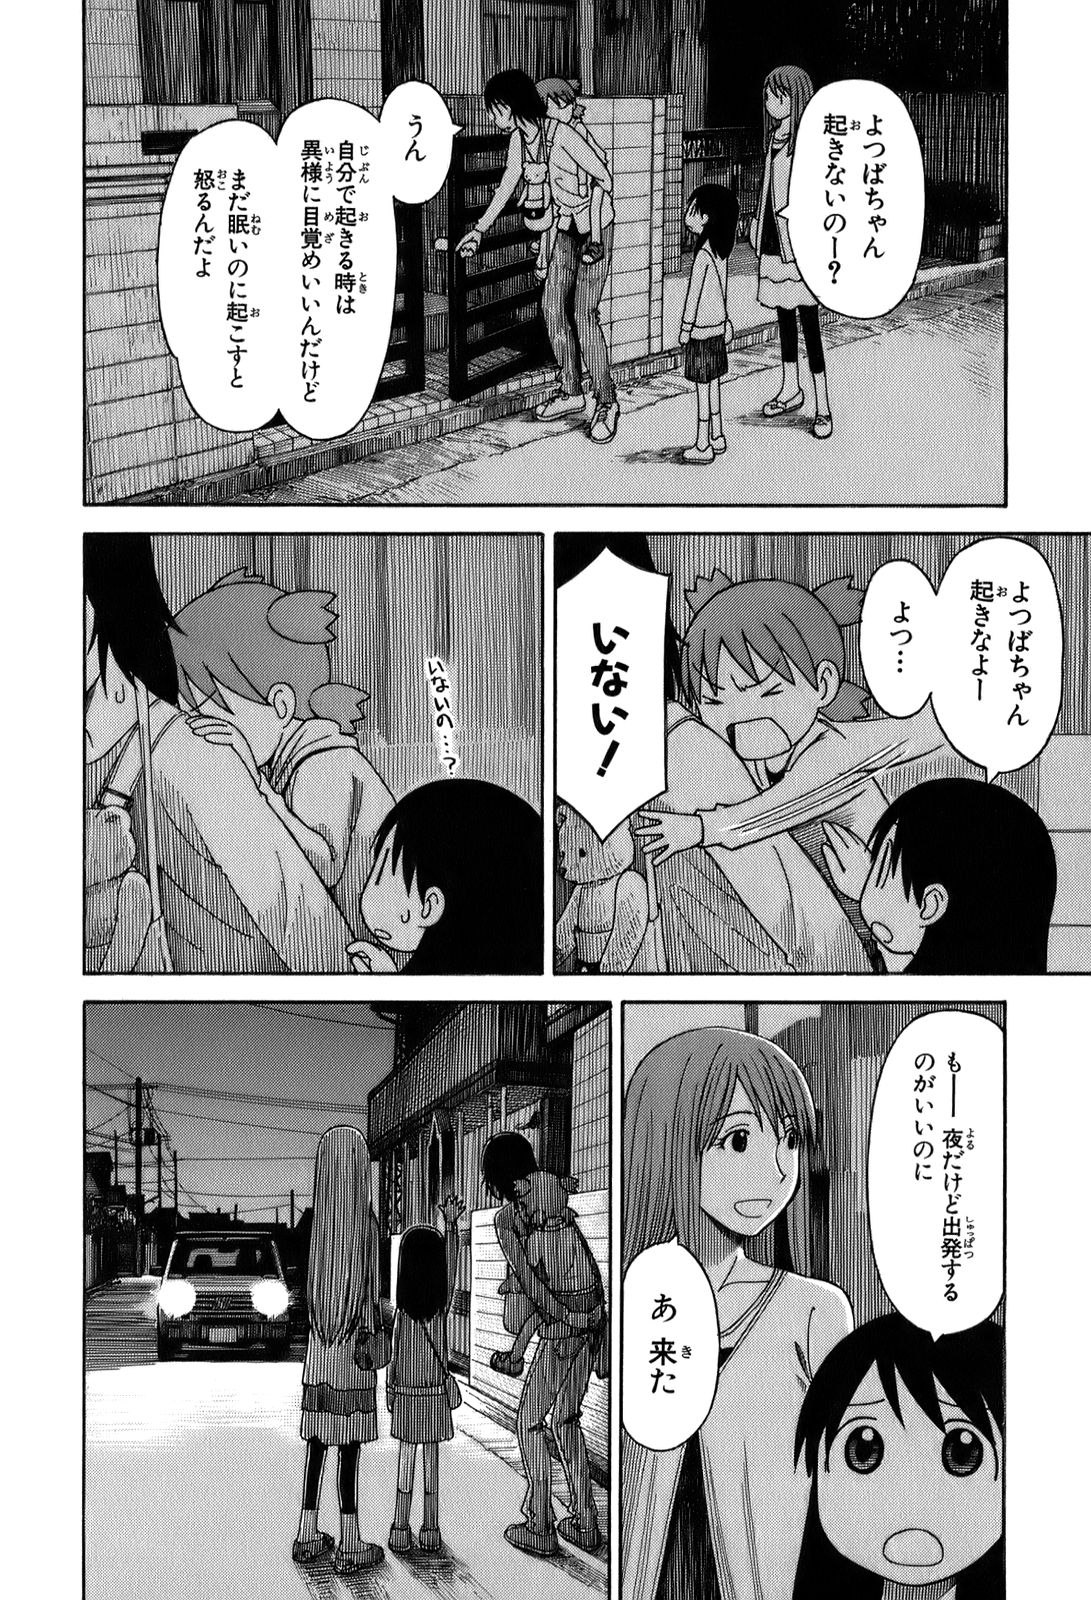 よつばちゃん
起きないのー?
うん
自分で起きる時は
異様に目覚めいいんだけど
まだ眠いのに起こすと
怒るんだよ
よつばちゃん
起きなよー
よつ…
いない!
いないの…?
もー 夜だけど出発する
のがいいのに
あ 来た